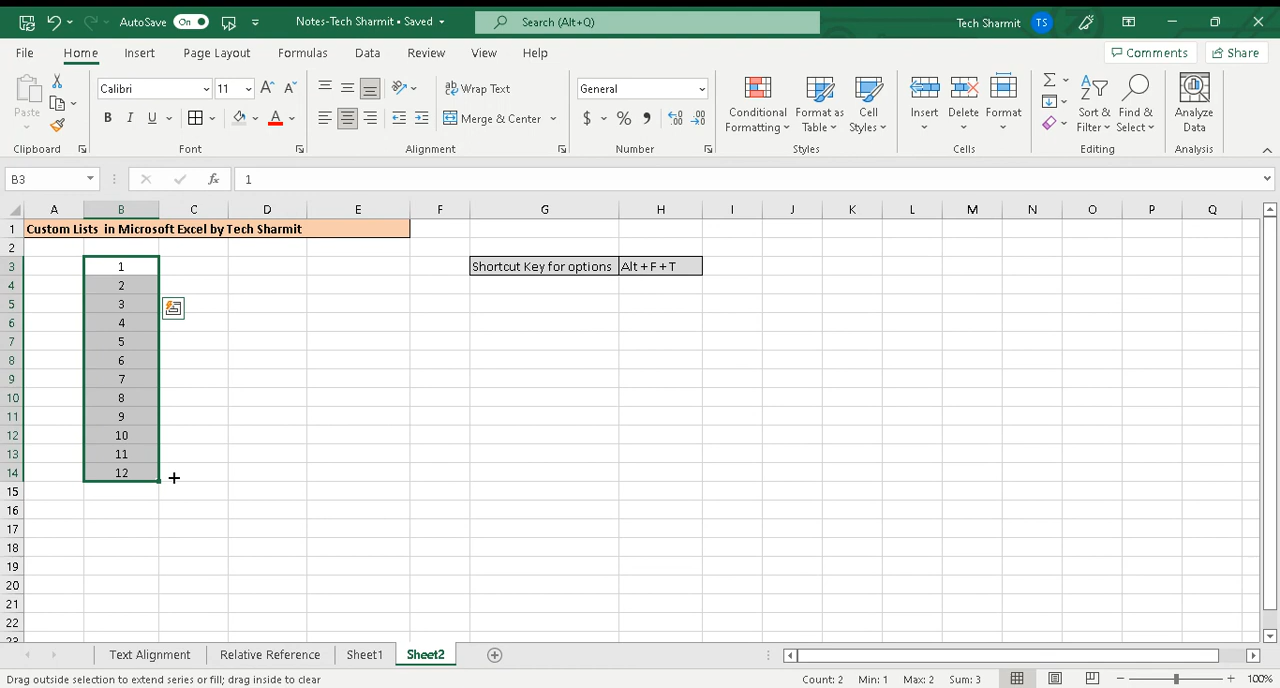 AutoSave On
Notes-Tech Sharmit • Saved
Search (Alt+Q)
Tech Sharmit TS
File Home Insert Page Layout Formulas Data Review View Help
Comments Share
Paste
Calibri 11
Wrap Text
General
Conditional Formatting
Format as Table
Cell Styles
Insert Delete Format
Sort & Filter
Find & Select
Analyze Data
B I U A
Merge & Center
$ % ,
Clipboard Font Alignment Number Styles Cells Editing Analysis
B3 fx 1
A B C D E F G H I J K L M N O P Q
1 Custom Lists in Microsoft Excel by Tech Sharmit
2
3 1 Shortcut Key for options Alt + F + T
4 2
5 3
6 4
7 5
8 6
9 7
10 8
11 9
12 10
13 11
14 12
15
16
17
18
19
20
21
22
23
Text Alignment Relative Reference Sheet1 Sheet2
Drag outside selection to extend series or fill; drag inside to clear Count: 2 Min: 1 Max: 2 Sum: 3 100%